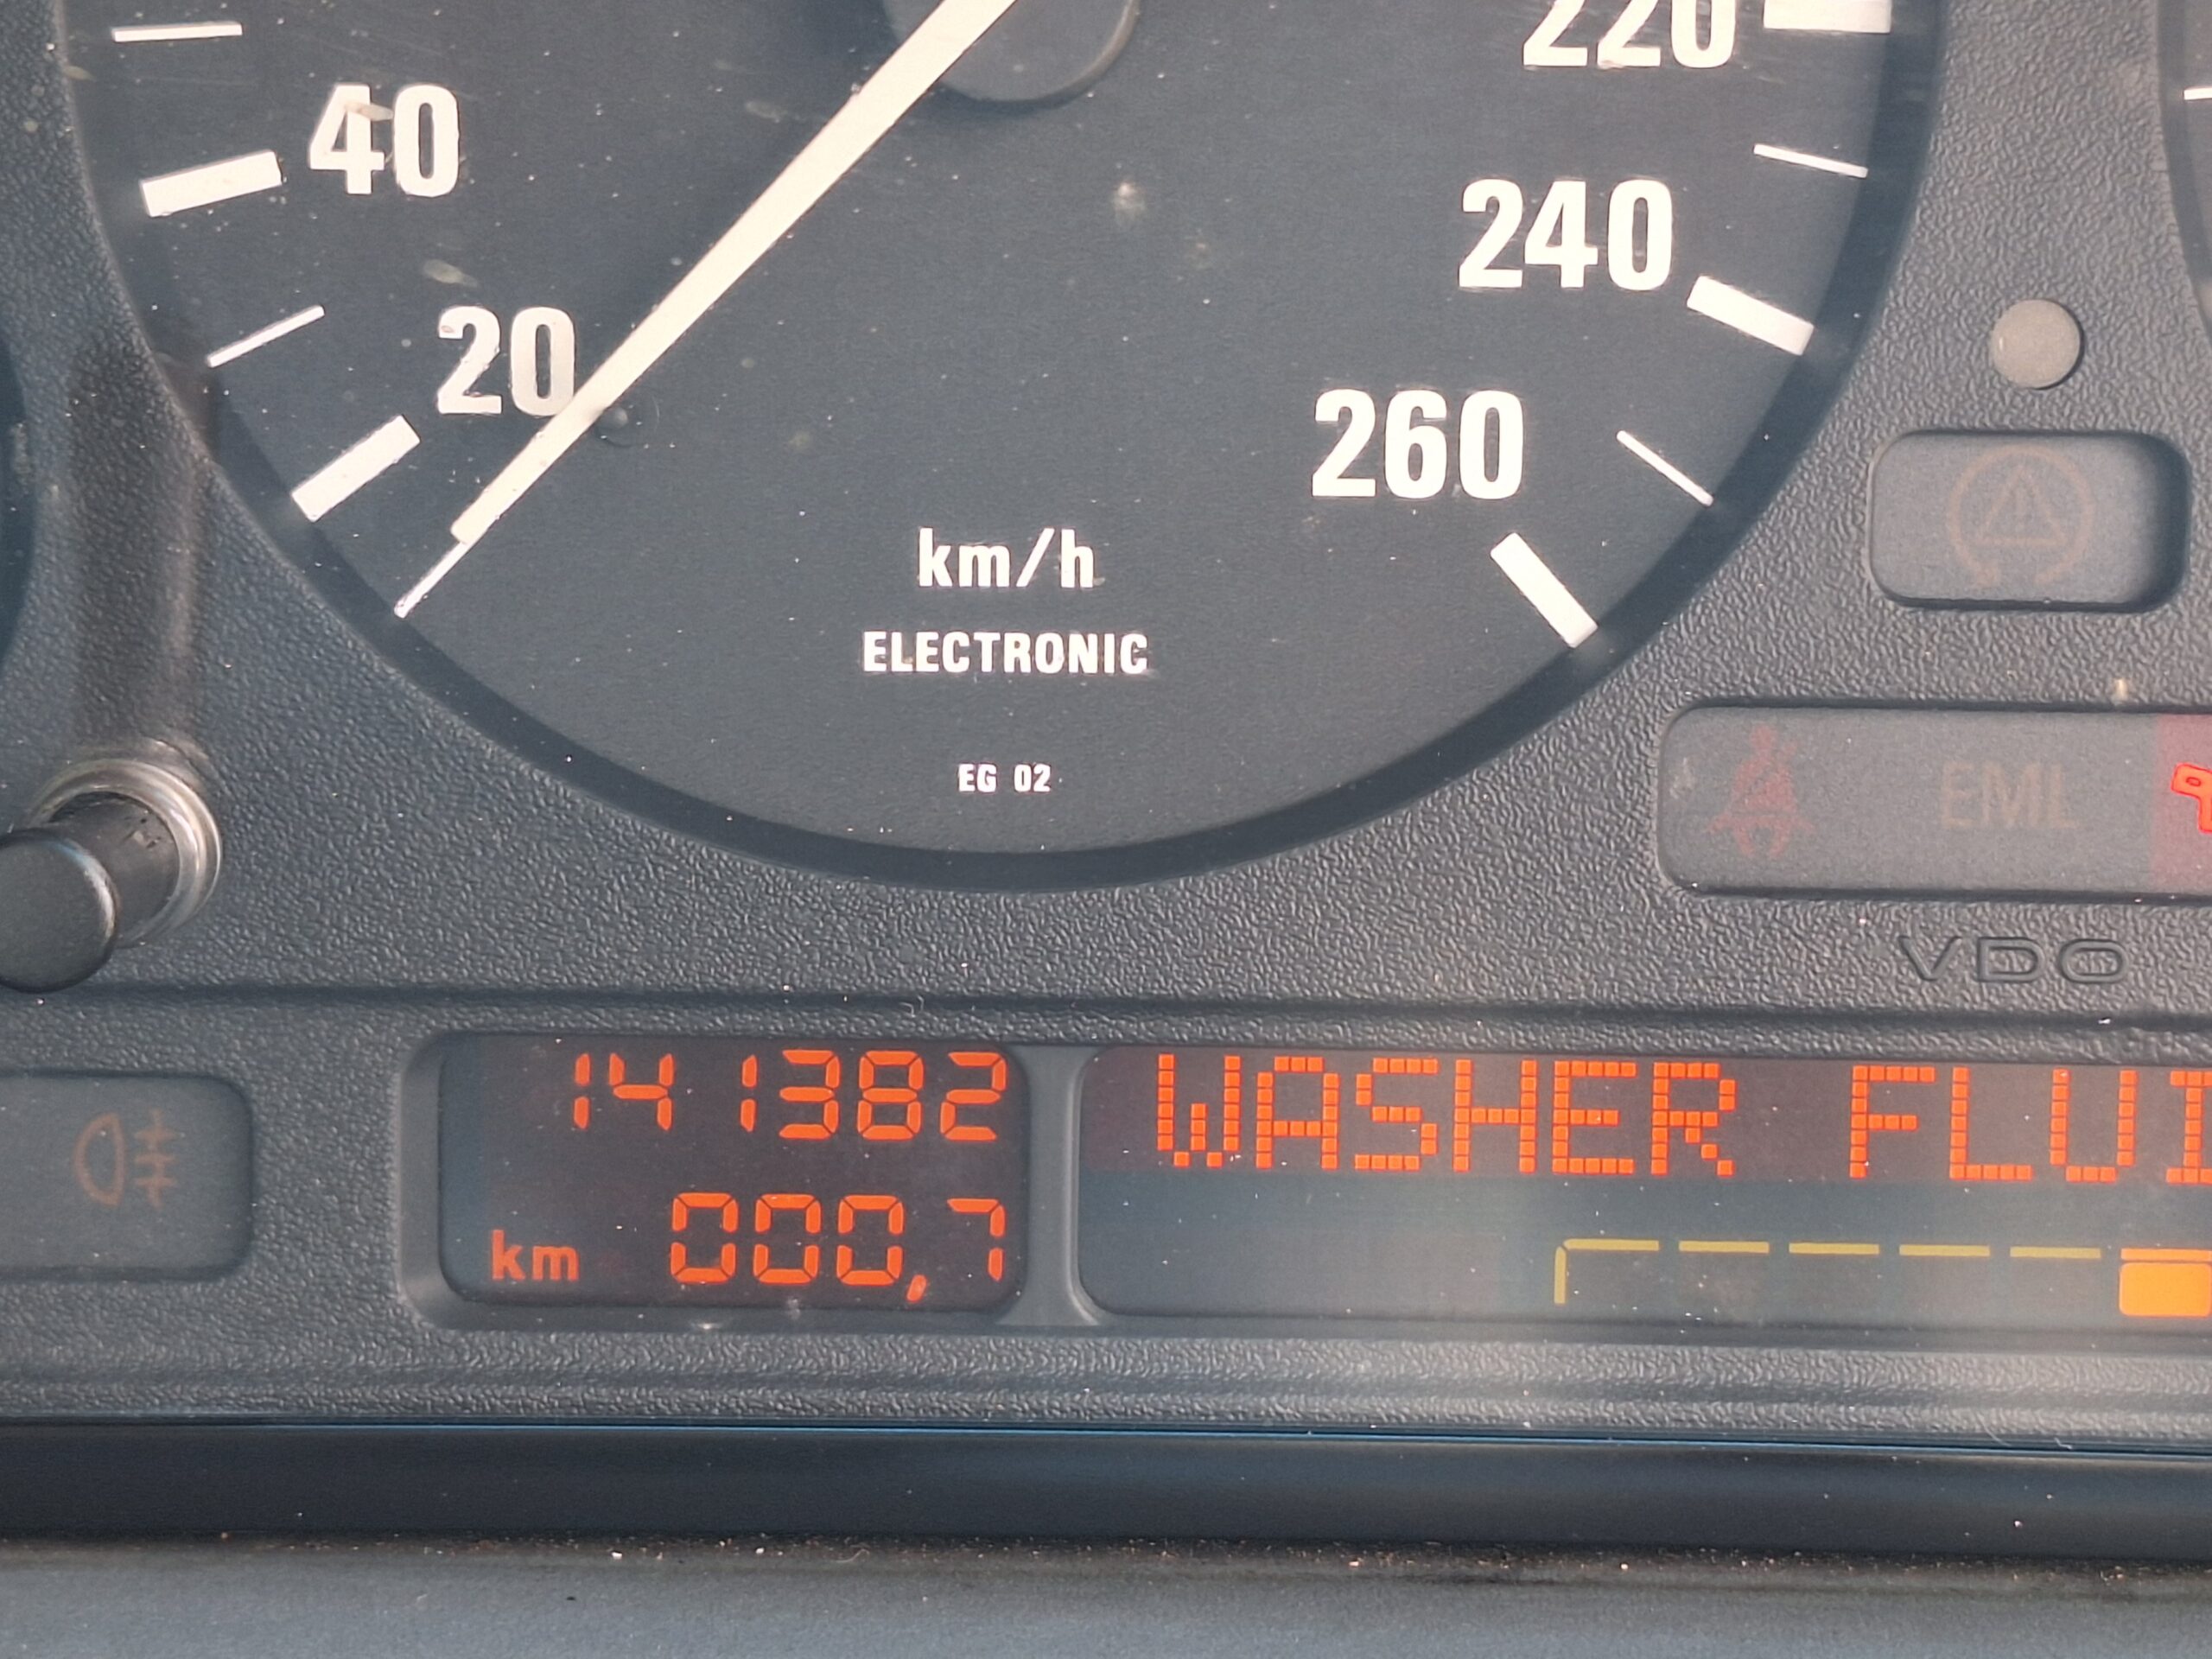 220
40
240
20
260
km/h
ELECTRONIC
EG 02
EML
VDO
141382
WASHER FLUI
km 000,7